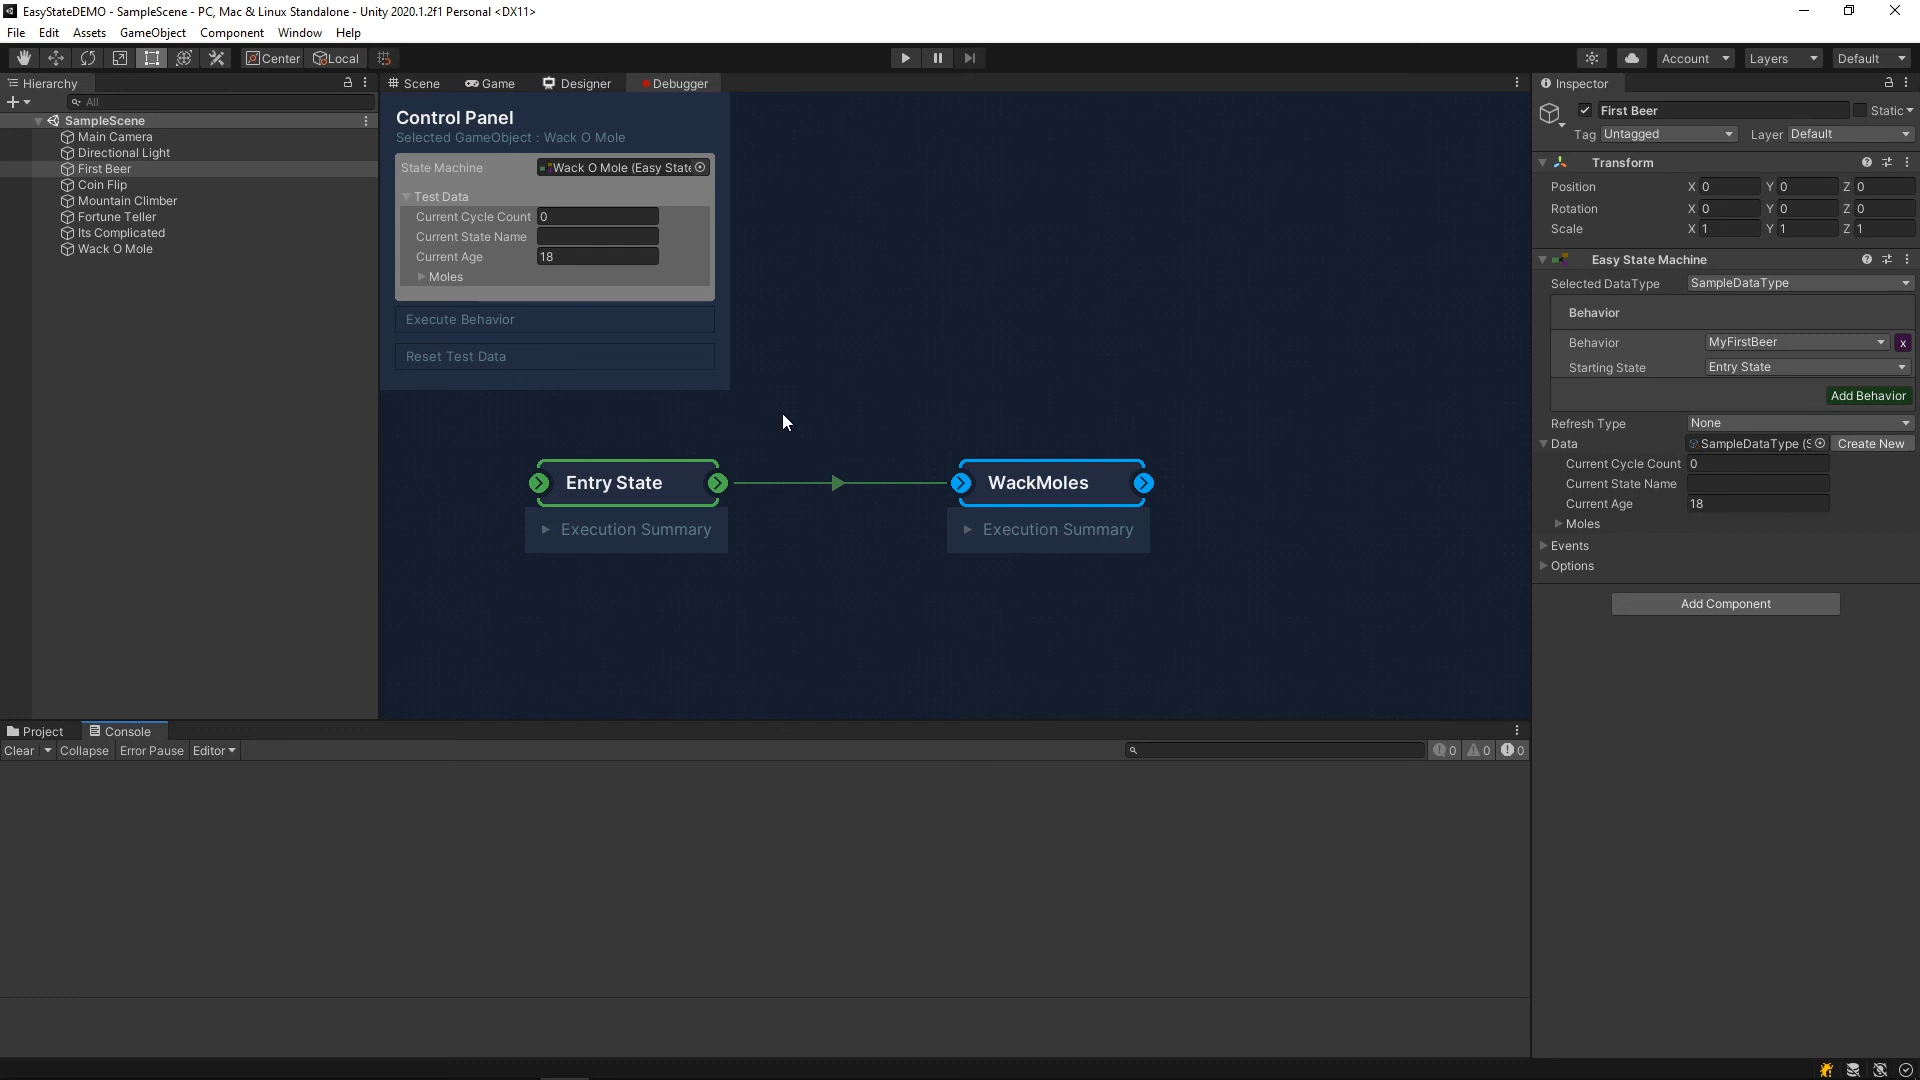 EasyStateDEMO - SampleScene - PC, Mac & Linux Standalone - Unity 2020.1.2f1 Personal <DX11>
File Edit Assets GameObject Component Window Help
Center Local Account Layers Default
Hierarchy
All
SampleScene
Main Camera
Directional Light
First Beer
Coin Flip
Mountain Climber
Fortune Teller
Its Complicated
Wack O Mole
Scene Game Designer Debugger
Control Panel
Selected GameObject : Wack O Mole
State Machine Wack O Mole (Easy State
Test Data
Current Cycle Count 0
Current State Name
Current Age 18
Moles
Execute Behavior
Reset Test Data
Entry State
Execution Summary
WackMoles
Execution Summary
Inspector
First Beer Static
Tag Untagged Layer Default
Transform
Position X 0 Y 0 Z 0
Rotation X 0 Y 0 Z 0
Scale X 1 Y 1 Z 1
Easy State Machine
Selected DataType SampleDataType
Behavior
Behavior MyFirstBeer x
Starting State Entry State
Add Behavior
Refresh Type None
Data SampleDataType (S Create New
Current Cycle Count 0
Current State Name
Current Age 18
Moles
Events
Options
Add Component
Project Console
Clear Collapse Error Pause Editor 0 0 0